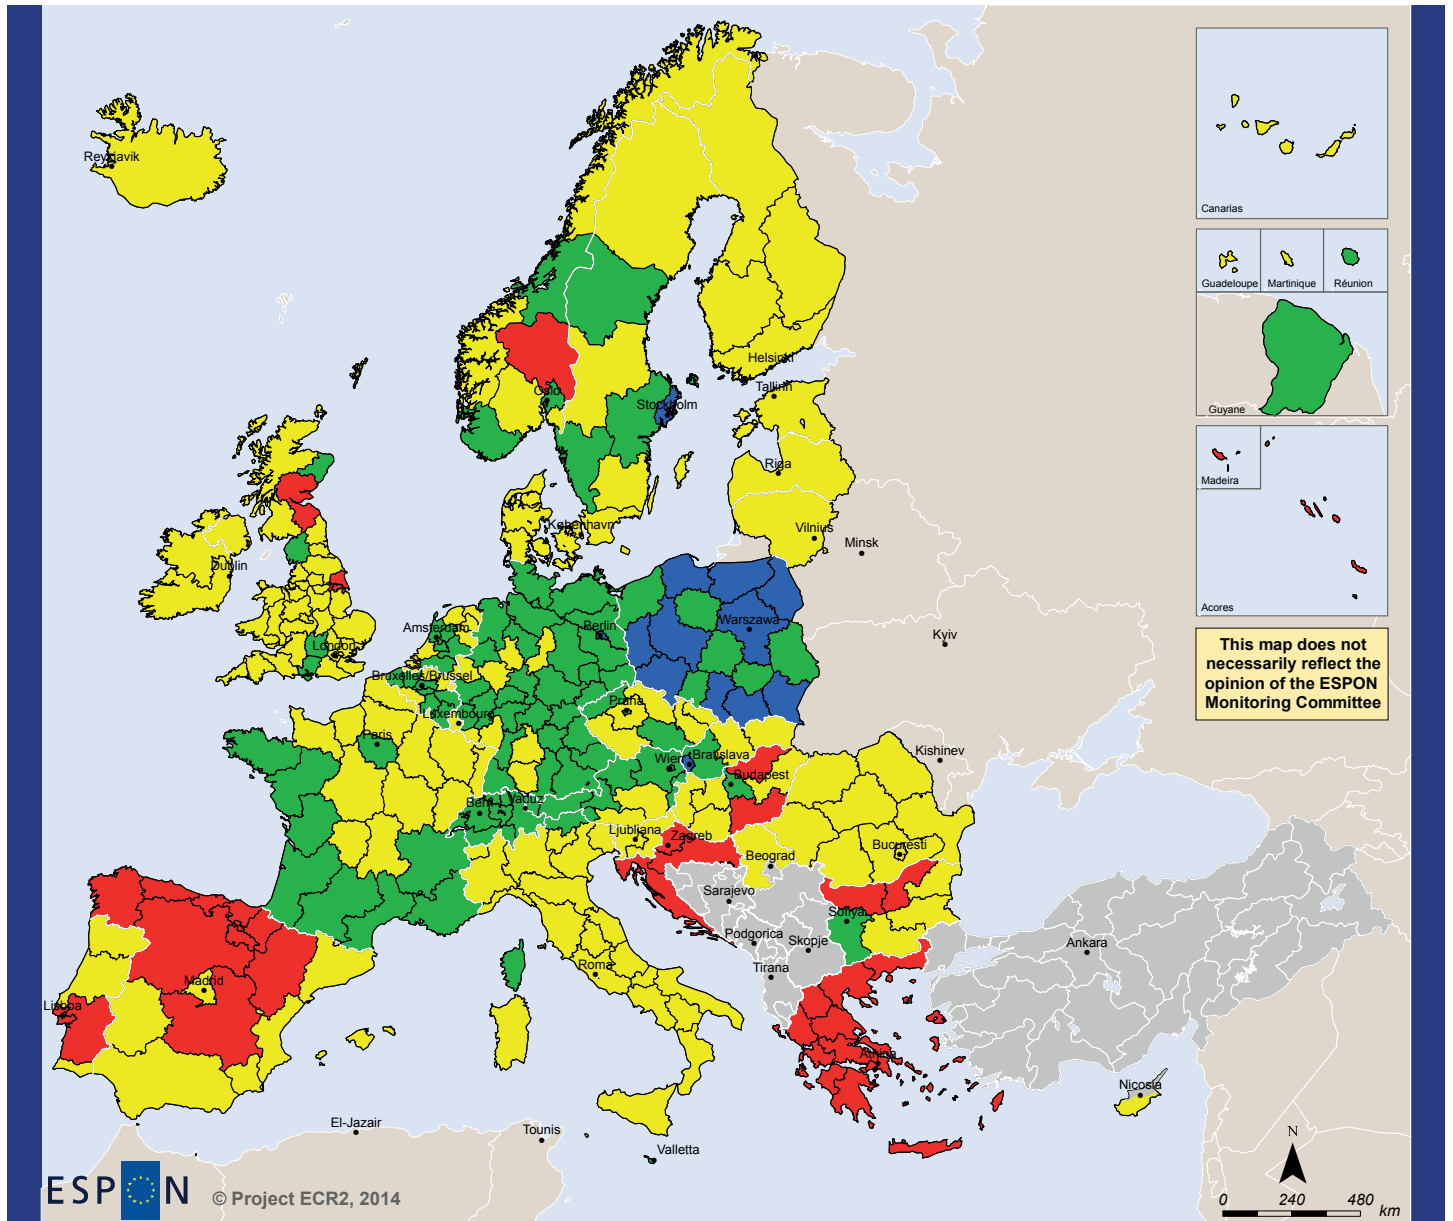 Canarias
Reykjavik
Guadeloupe
Martinique
Réunion
Guyane
Helsinki
Tallinn
Oslo
Stockholm
Madeira
Riga
Acores
København
Vilnius
Minsk
Dublin
Amsterdam
Berlin
Warszawa
Kyiv
London
This map does not
necessarily reflect the
opinion of the ESPON
Monitoring Committee
Bruxelles/Brussel
Luxembourg
Praha
Paris
Kishinev
Wien
Bratislava
Budapest
Bern
Vaduz
Ljubljana
Zagreb
Bucuresti
Beograd
Sarajevo
Sofiya
Podgorica
Skopje
Ankara
Roma
Tirana
Madrid
Lisboa
Athina
Nicosia
El-Jazair
Tounis
Valletta
N
ESPON
© Project ECR2, 2014
0 240 480
km